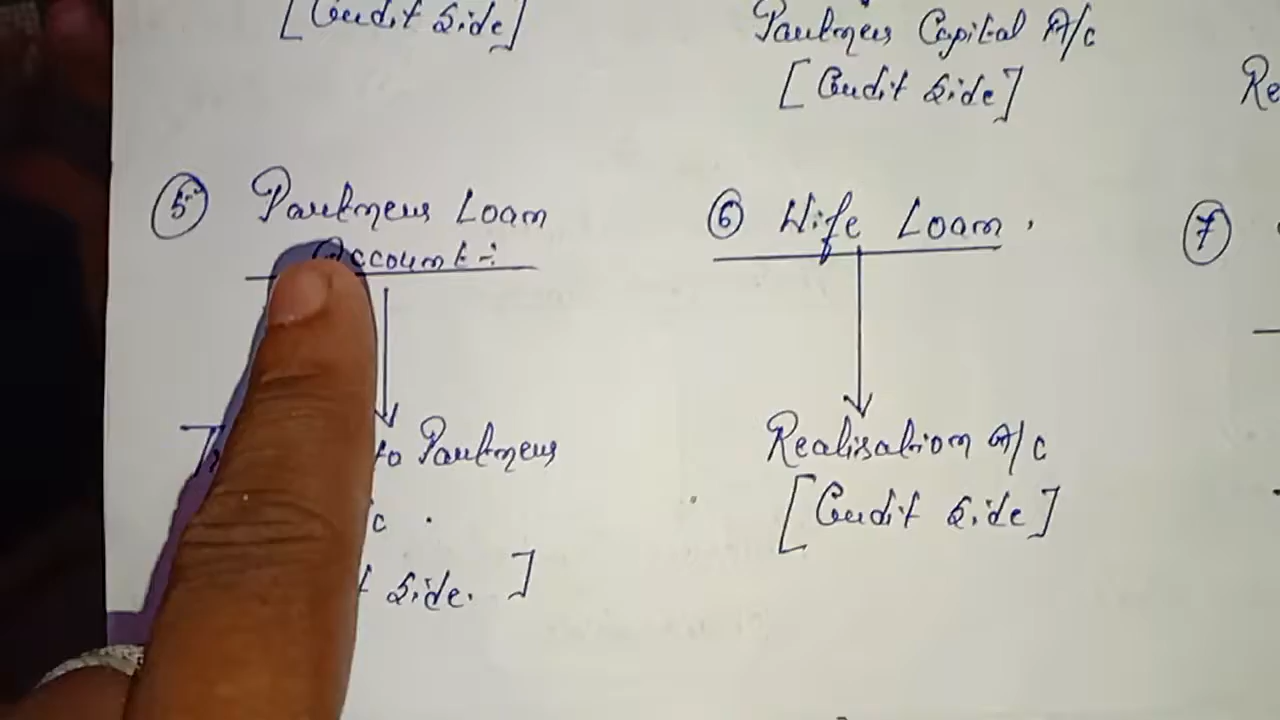 [Credit Side]
Partners Capital A/c
[Credit Side]
Re
⑤ Partners Loan
Account :-
to Partners
c .
t Side. ]
⑥ Wife Loan .
Realisation A/c
[Credit Side]
⑦